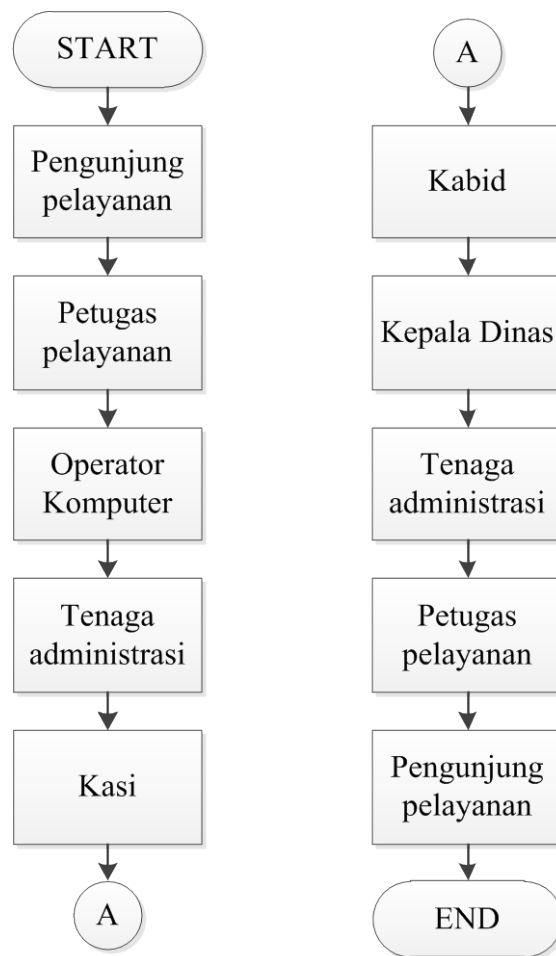 START
Pengunjung
pelayanan
Petugas
pelayanan
Operator
Komputer
Tenaga
administrasi
Kasi
A
A
Kabid
Kepala Dinas
Tenaga
administrasi
Petugas
pelayanan
Pengunjung
pelayanan
END